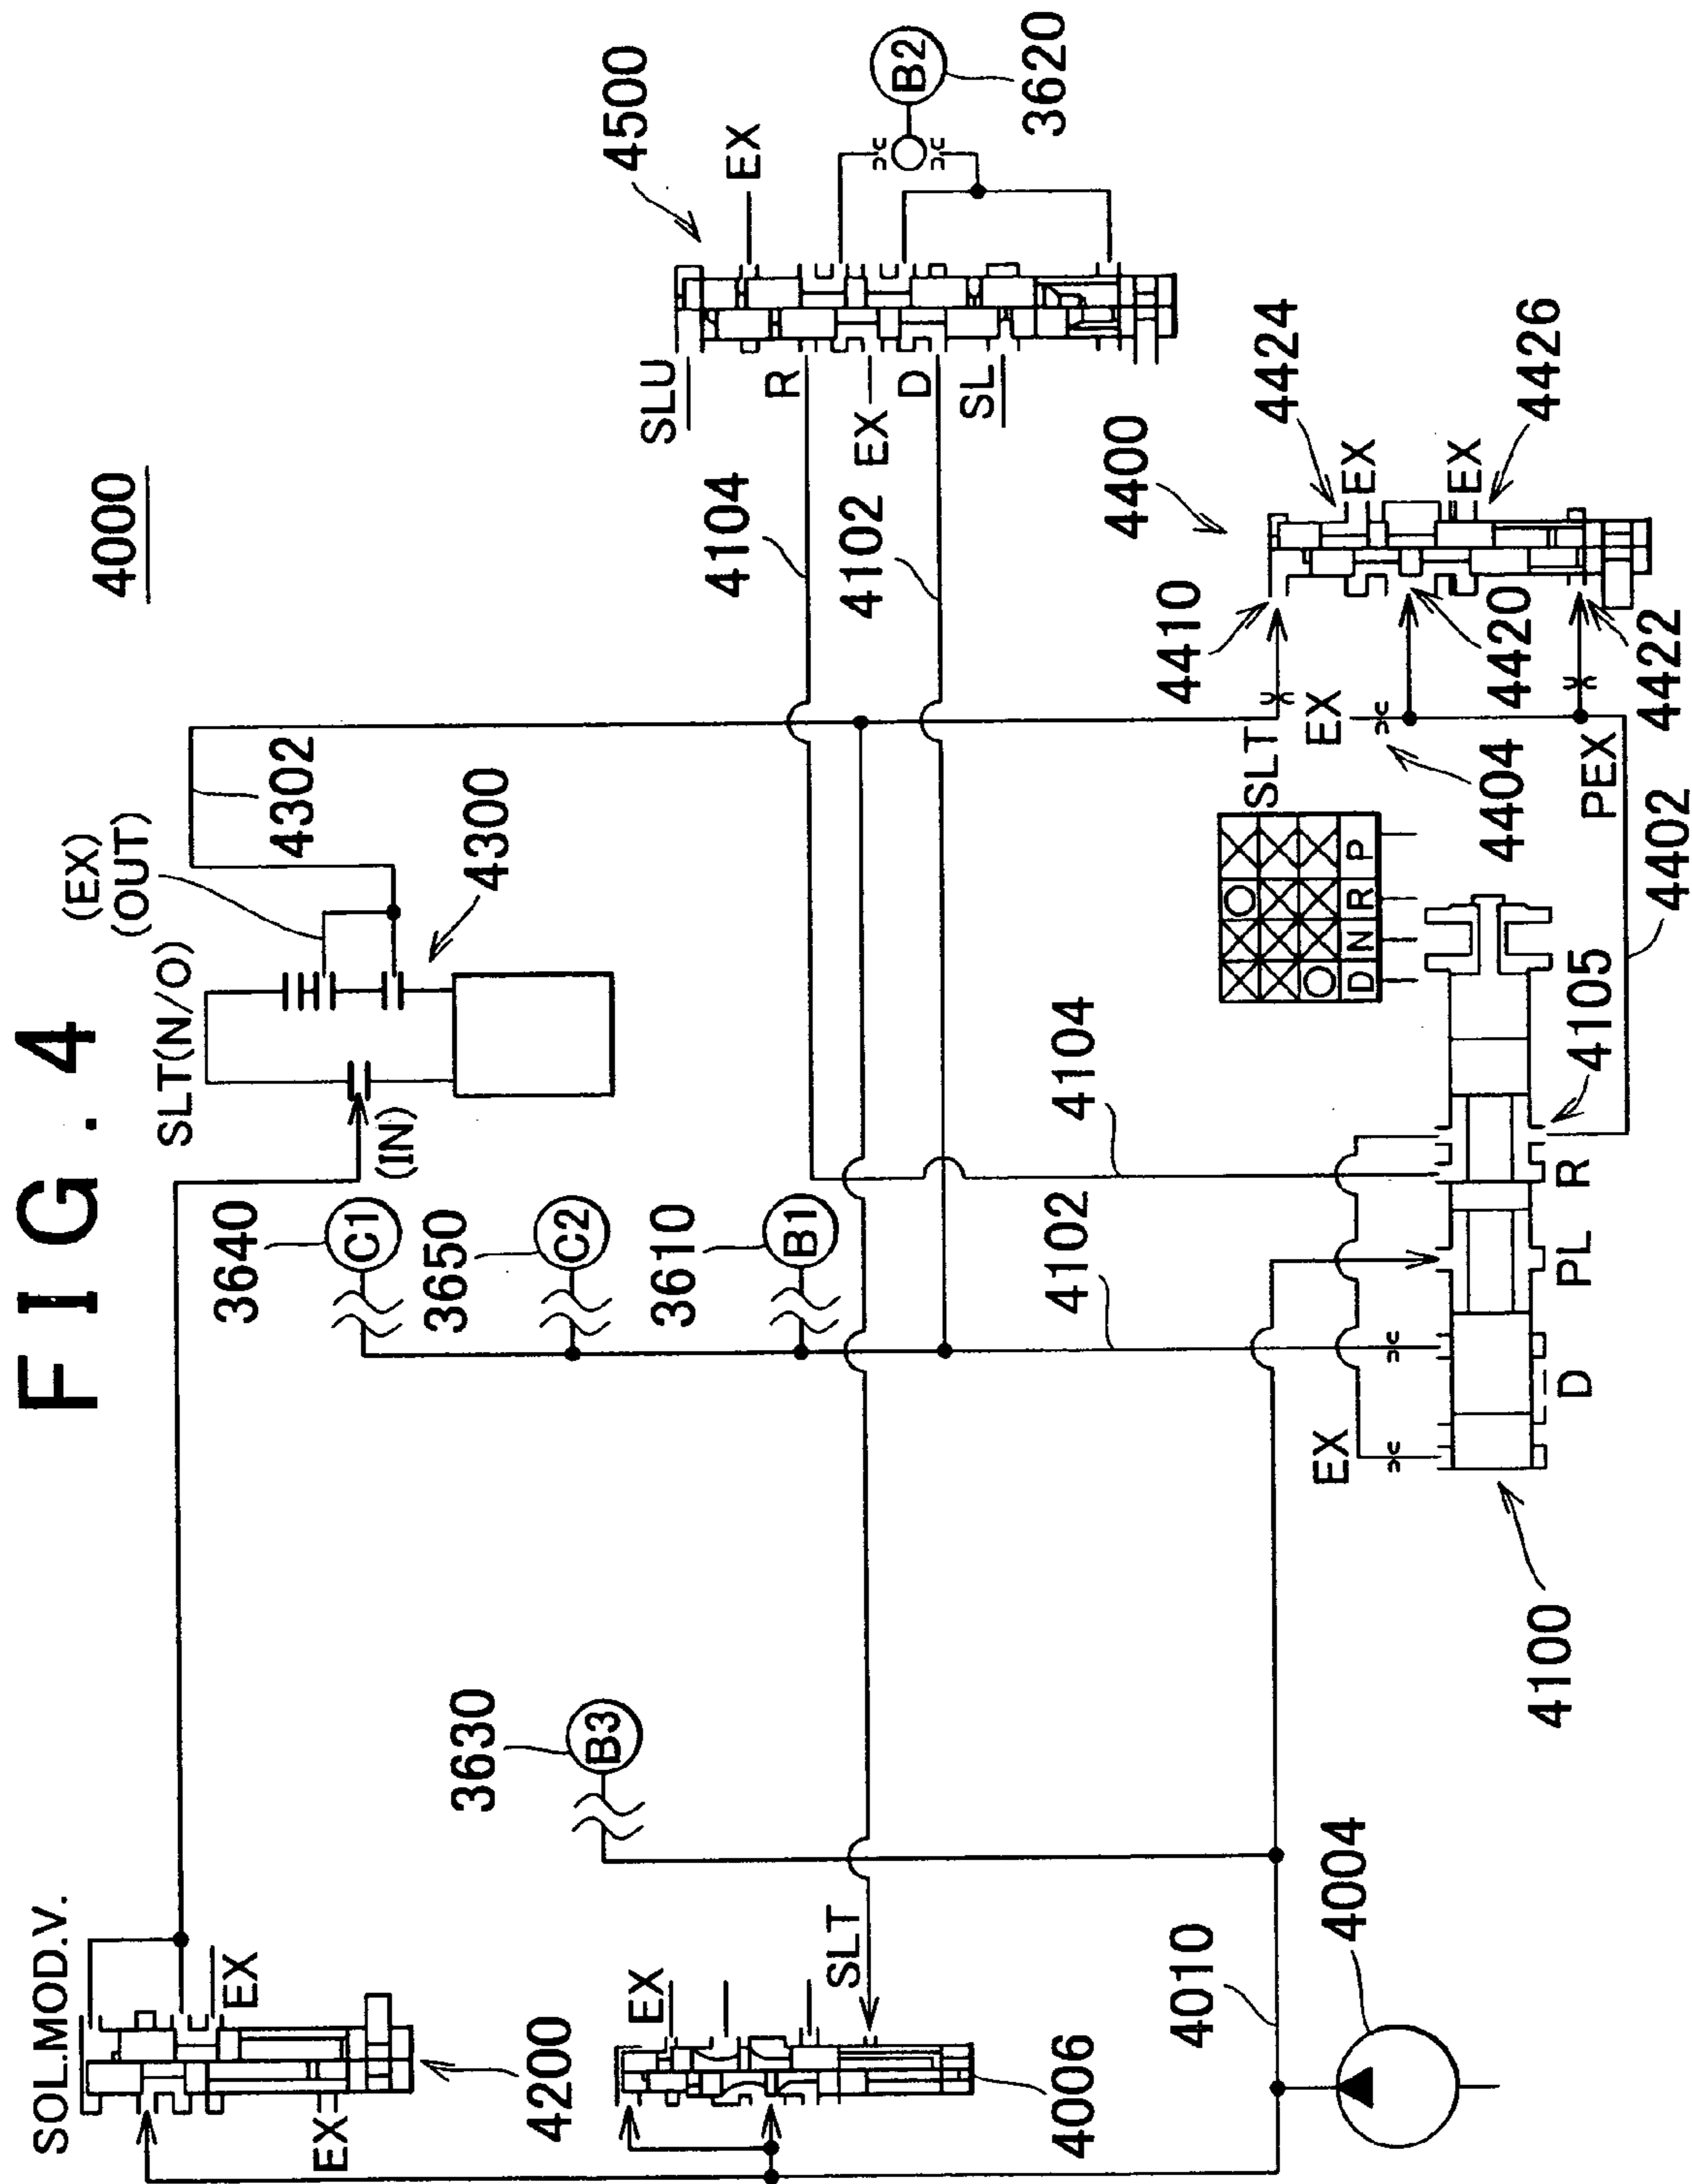 FIG. 4
4000
SOL.MOD.V.
EX
EX
4200
EX
SLT
4006
4010
4004
3630
B3
3640
C1
3650
C2
3610
B1
SLT(N/O)
(IN)
(EX)
(OUT)
4302
4300
4102
4104
4104
4102
SLU
R
EX
D
SL
4500
EX
B2
3620
EX
4100
D
PL
R
4105
D N R P
SLT
EX
4404
PEX
4402
4410
4420
4422
4400
4424
EX
EX
4426